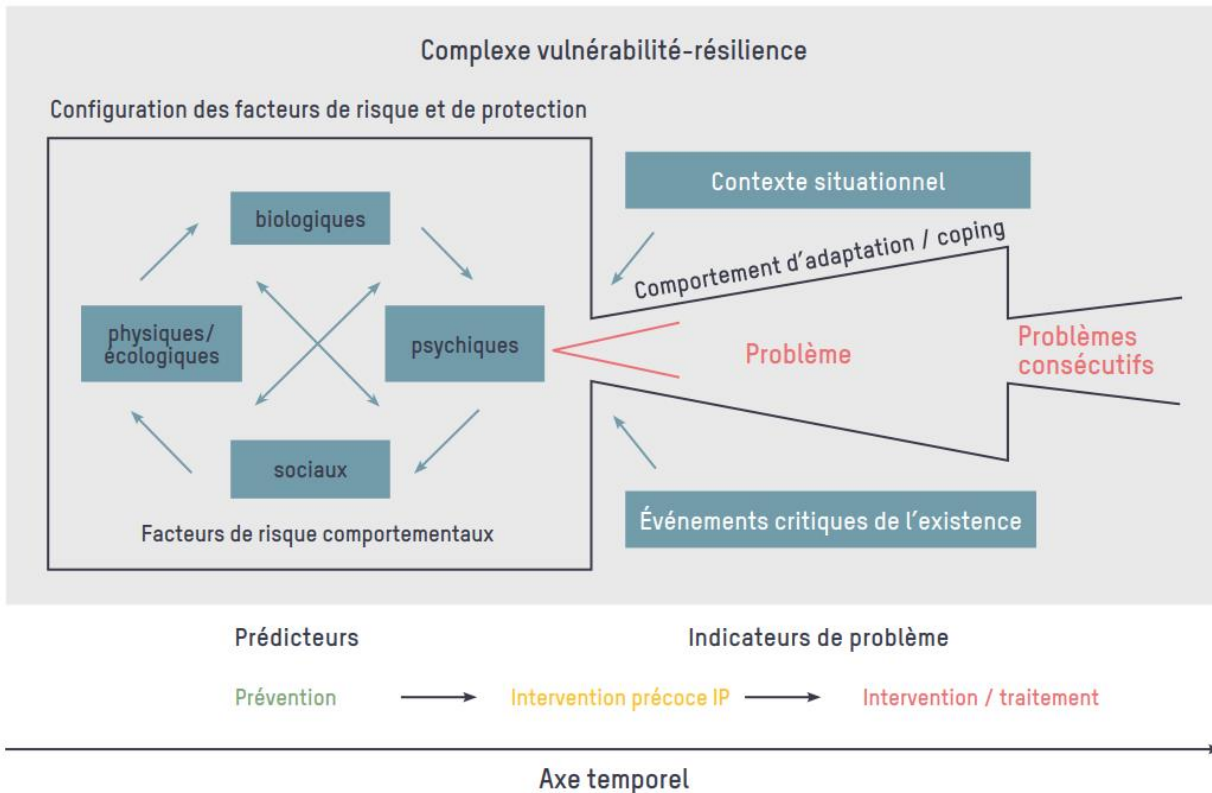 Complexe vulnérabilité-résilience
Configuration des facteurs de risque et de protection
biologiques
physiques/
écologiques
psychiques
sociaux
Facteurs de risque comportementaux
Contexte situationnel
Comportement d'adaptation / coping
Problème
Problèmes
consécutifs
Événements critiques de l'existence
Prédicteurs
Indicateurs de problème
Prévention
Intervention précoce IP
Intervention / traitement
Axe temporel